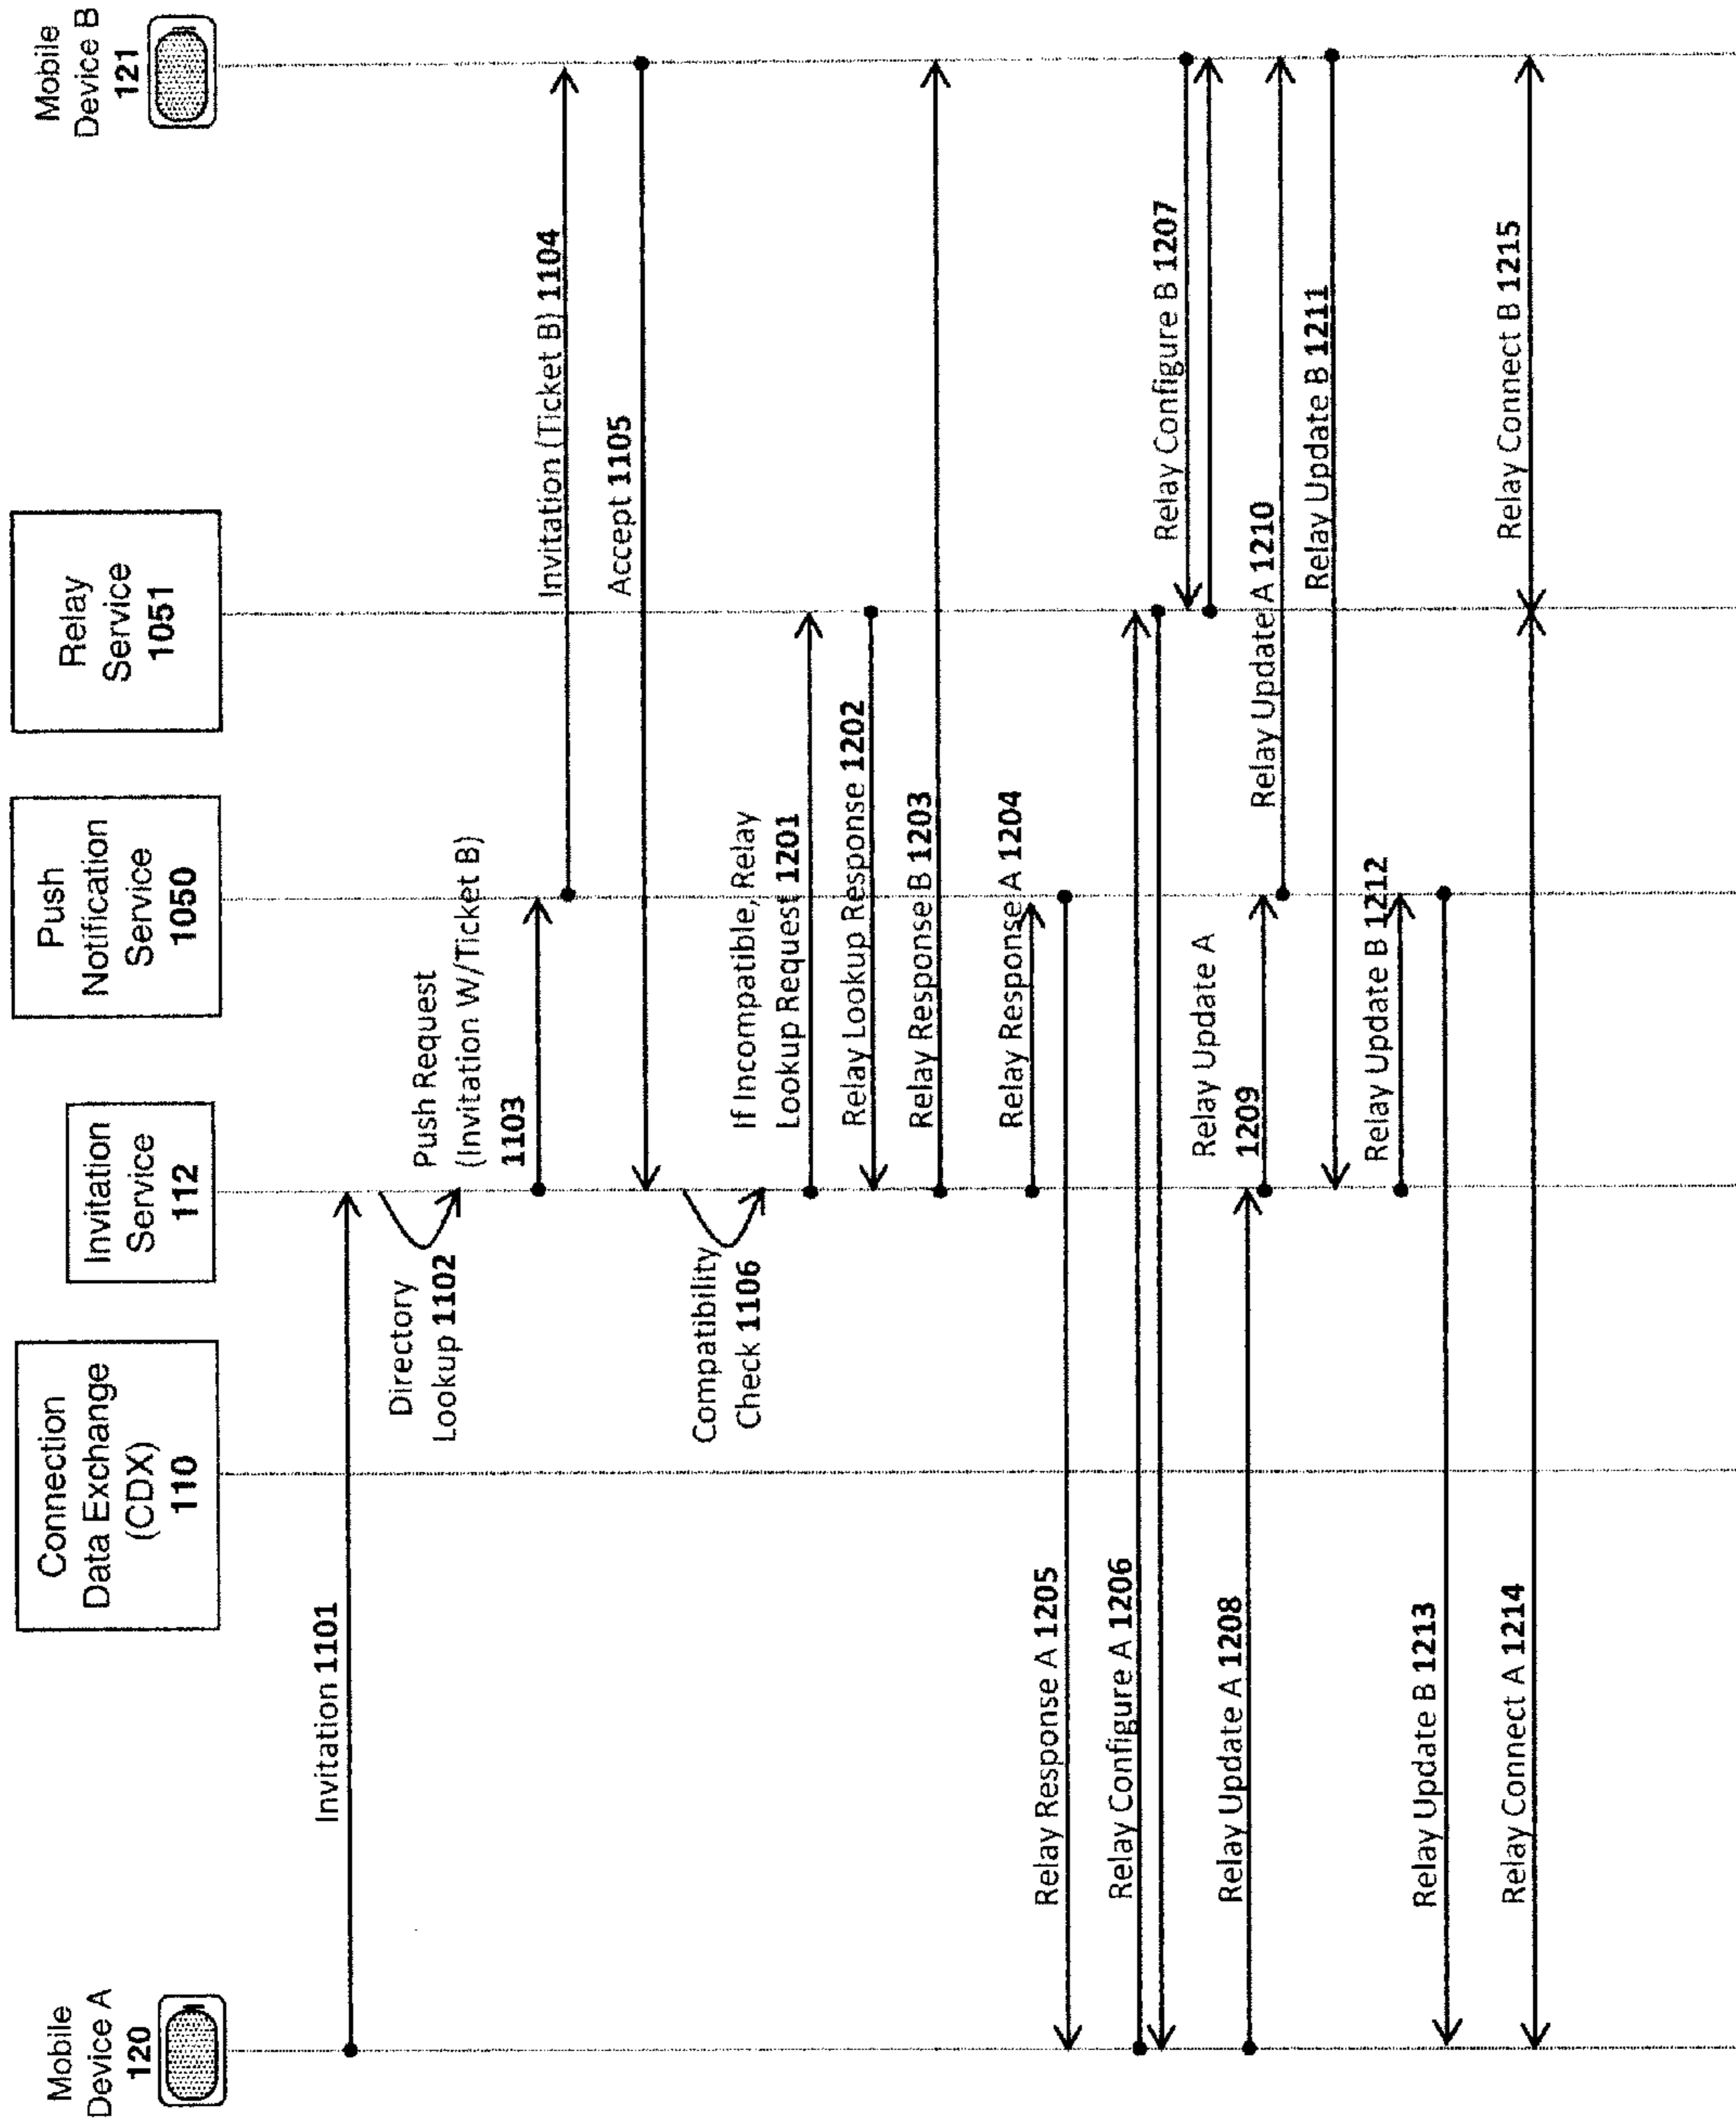 Mobile
Device A
120
Connection
Data Exchange
(CDX)
110
Invitation
Service
112
Push
Notification
Service
1050
Relay
Service
1051
Mobile
Device B
121
Invitation 1101
Directory
Lookup 1102
Push Request
(Invitation W/Ticket B)
1103
Invitation (Ticket B) 1104
Accept 1105
Compatibility
Check 1106
If Incompatible, Relay
Lookup Request 1201
Relay Lookup Response 1202
Relay Response B 1203
Relay Response A 1204
Relay Response A 1205
Relay Configure A 1206
Relay Configure B 1207
Relay Update A 1208
Relay Update A
1209
Relay Update A 1210
Relay Update B 1211
Relay Update B 1212
Relay Update B 1213
Relay Connect A 1214
Relay Connect B 1215